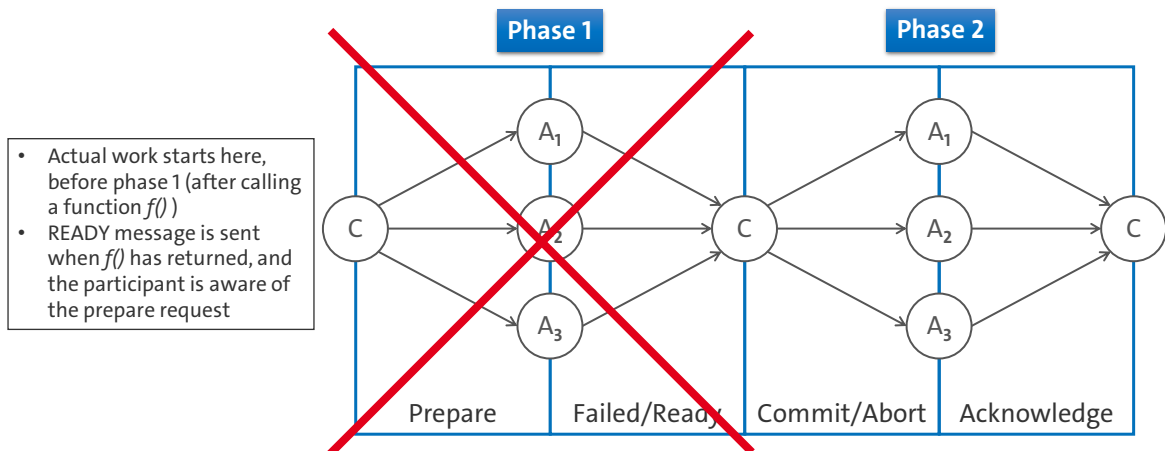 Phase 1
Phase 2
• Actual work starts here,
before phase 1 (after calling
a function f() )
• READY message is sent
when f() has returned, and
the participant is aware of
the prepare request
A1
A1
C
A2
C
A2
C
A3
A3
Prepare
Failed/Ready
Commit/Abort
Acknowledge